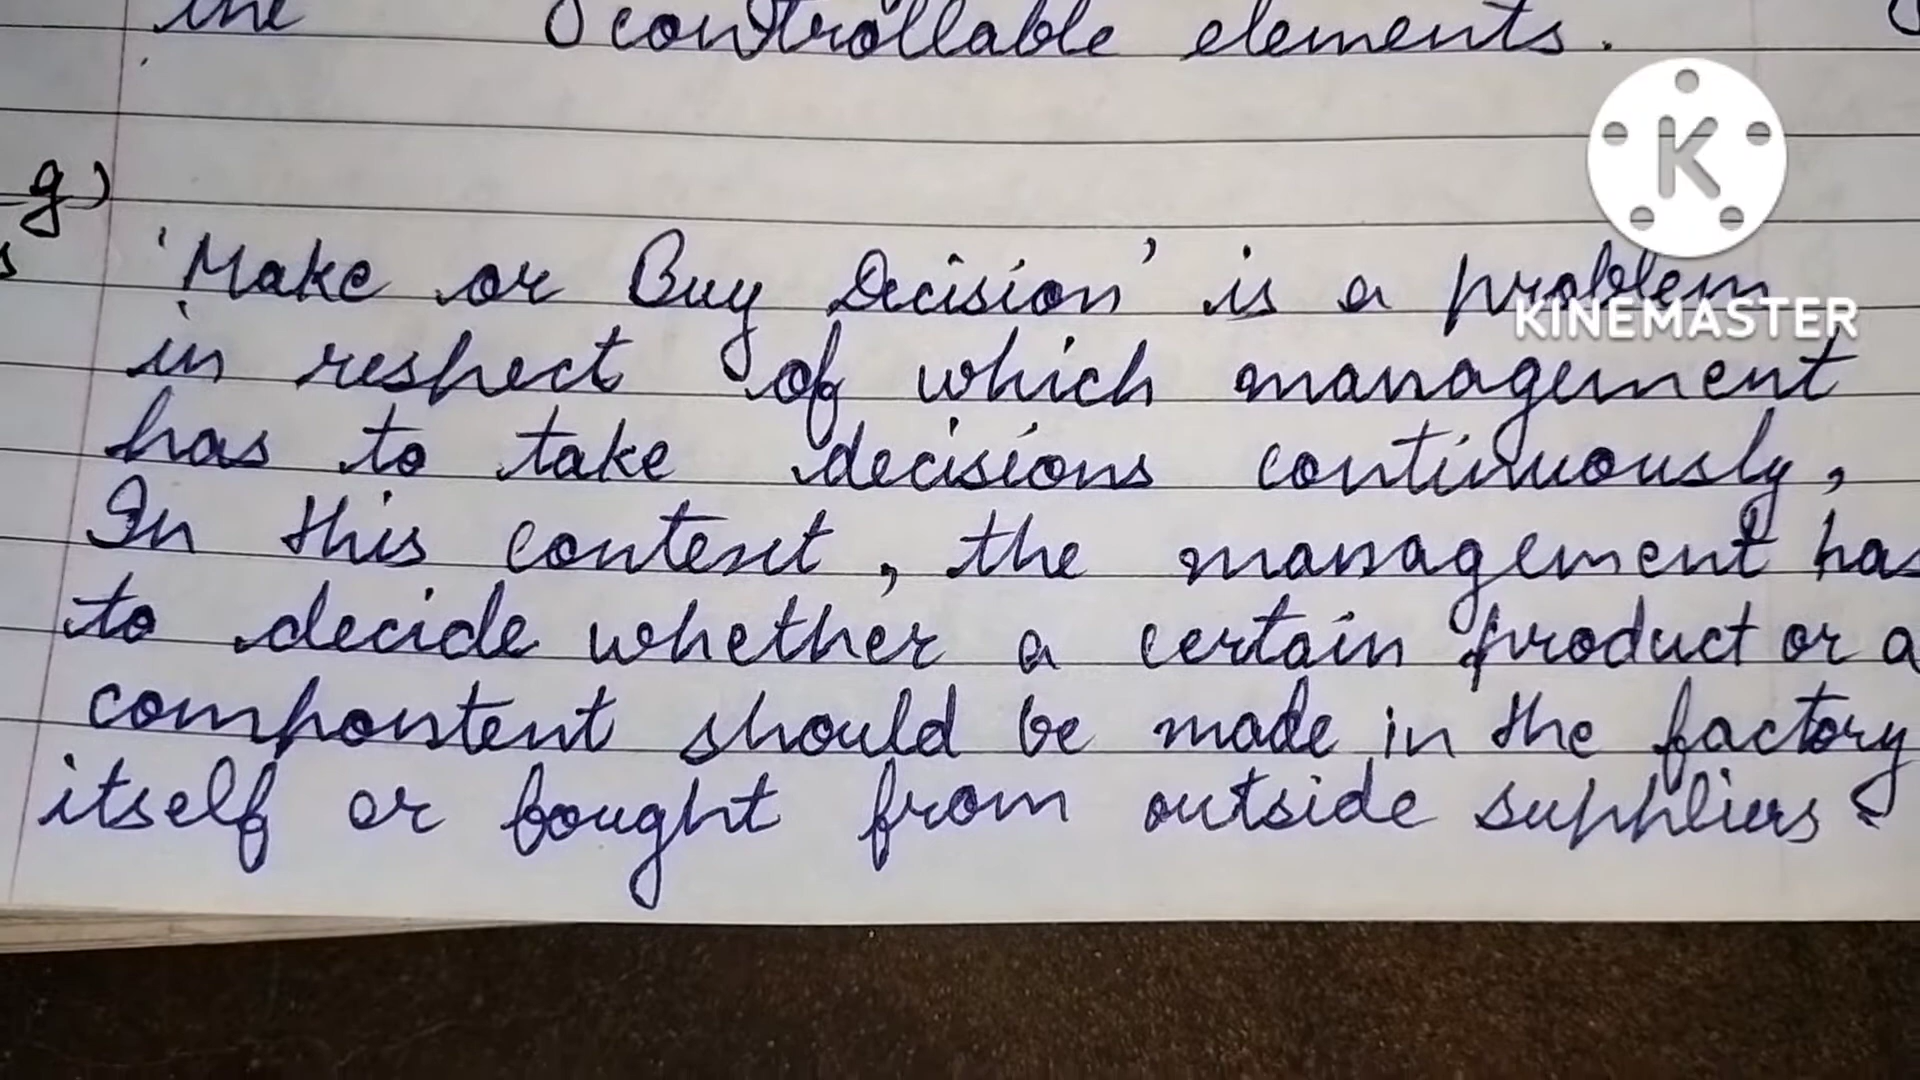 the controllable elements.
g)
s
'Make or Buy Decision' is a problem
KINEMASTER
in respect of which management
has to take decisions continuously,
In this context, the management has
to decide whether a certain product or a
compontent should be made in the factory
itself or bought from outside suppliers.